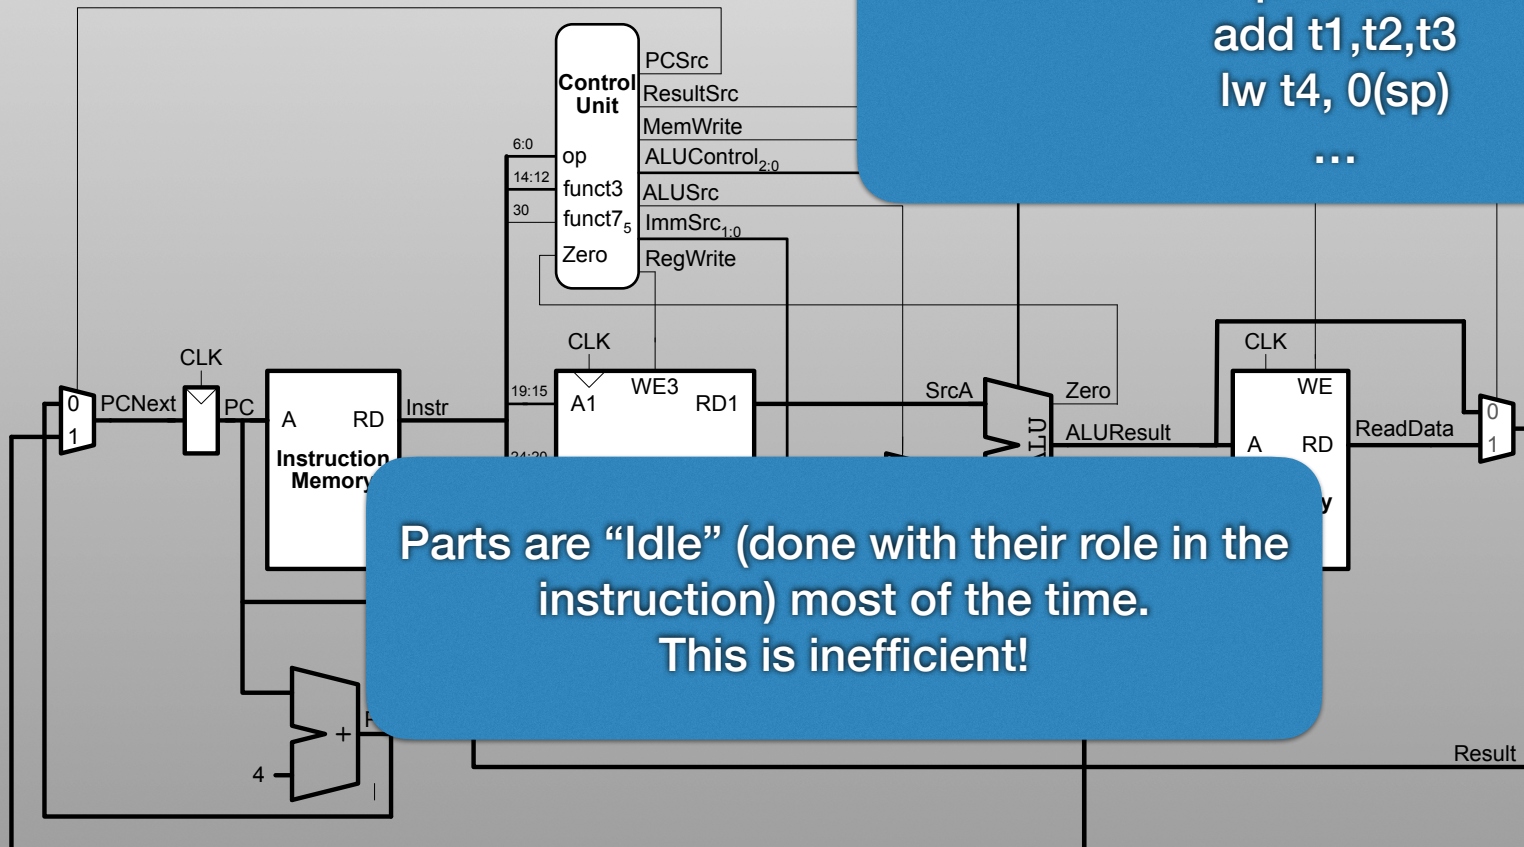 add t1,t2,t3
lw t4, 0(sp)
...
PCSrc
Control
Unit
ResultSrc
MemWrite
6:0
op
ALUControl2:0
14:12
funct3
ALUSrc
30
funct75
ImmSrc1:0
Zero
RegWrite
CLK
CLK
CLK
0
1
PCNext
PC
A
RD
Instr
Instruction
Memory
19:15
A1
WE3
RD1
24:20
SrcA
Zero
ALU
ALUResult
WE
A
RD
ReadData
0
1
y
Parts are “Idle” (done with their role in the
instruction) most of the time.
This is inefficient!
+
4
Result